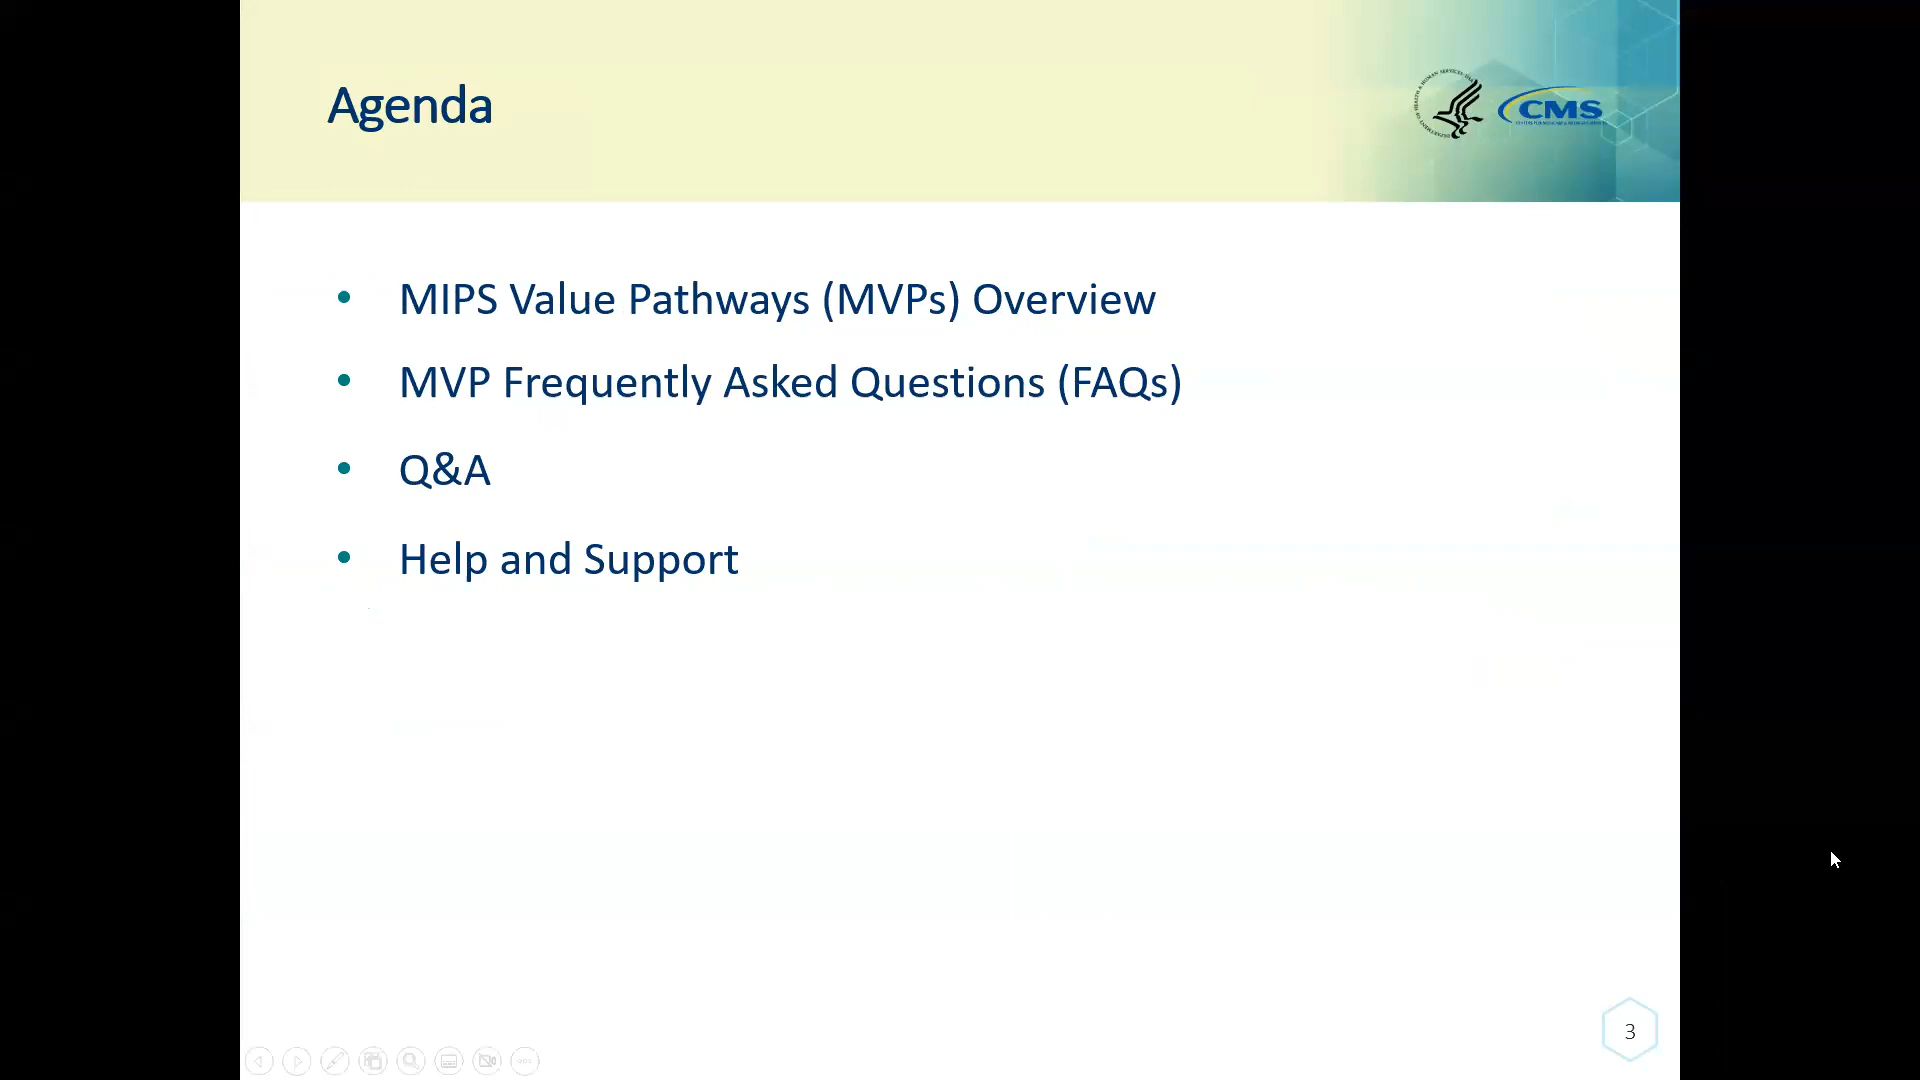 Agenda
CMS
• MIPS Value Pathways (MVPs) Overview
• MVP Frequently Asked Questions (FAQs)
• Q&A
• Help and Support
3